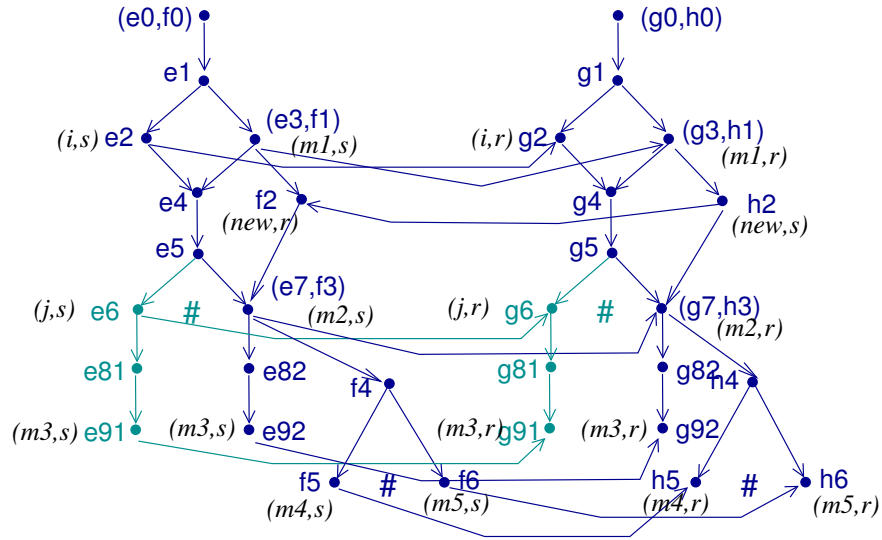 (e0,f0) (g0,h0)
e1 g1
(i,s) e2 (e3,f1) (i,r) g2 (g3,h1)
(m1,s) (m1,r)
e4 f2 g4 h2
(new,r) (new,s)
e5 g5
(j,s) e6 # (e7,f3) (j,r) g6 # (g7,h3)
(m2,s) (m2,r)
e81 e82 f4 g81 g82 h4
(m3,s) e91 (m3,s) e92 (m3,r) g91 (m3,r) g92
f5 # f6 h5 # h6
(m4,s) (m5,s) (m4,r) (m5,r)